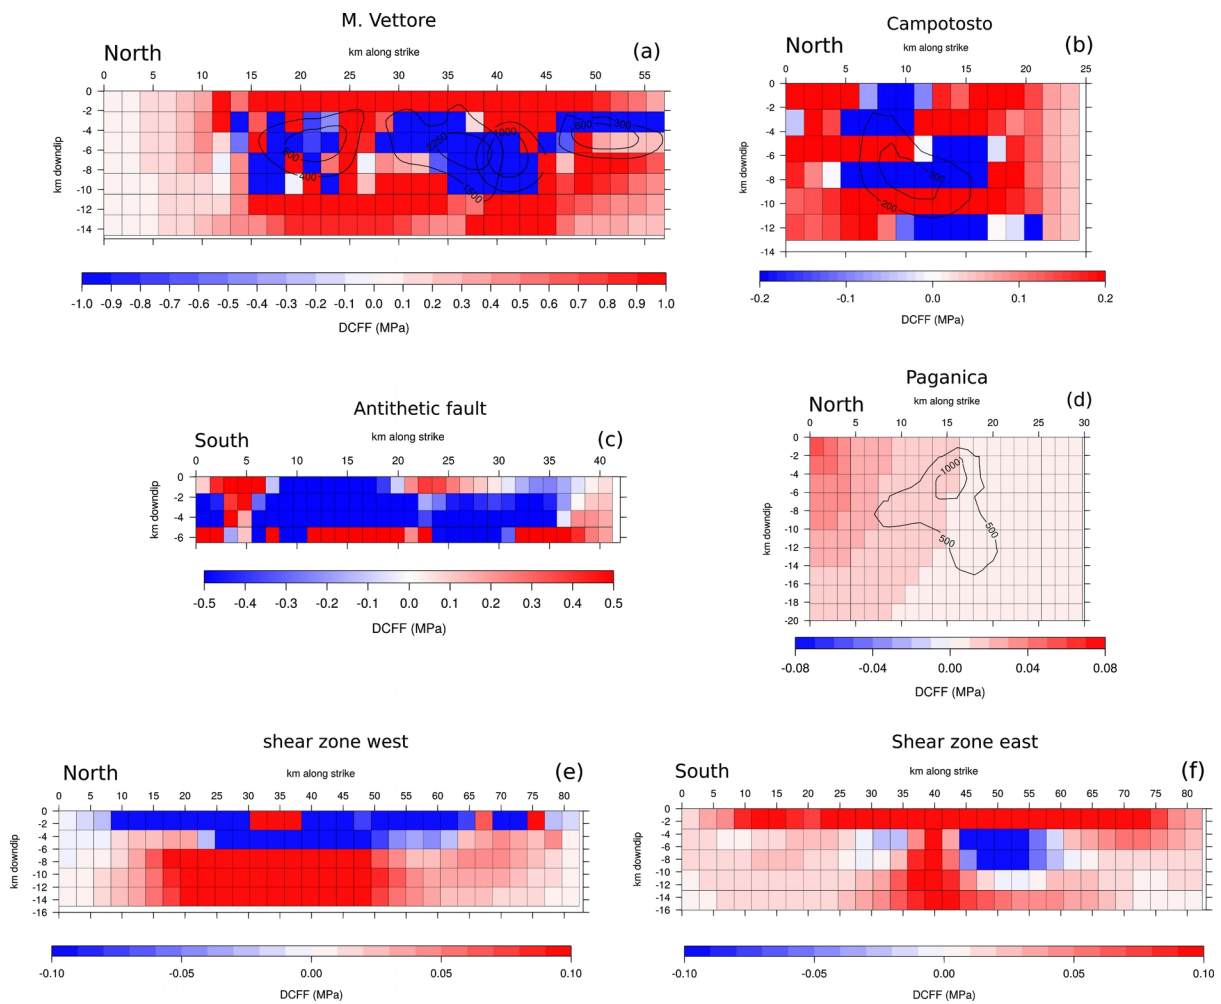 M. Vettore
North
km along strike
(a)
0 5 10 15 20 25 30 35 40 45 50 55
km downdip
0
-2
-4
-6
-8
-10
-12
-14
800
400
2250
1000
1500
600
300
-1.0 -0.9 -0.8 -0.7 -0.6 -0.5 -0.4 -0.3 -0.2 -0.1 0.0 0.1 0.2 0.3 0.4 0.5 0.6 0.7 0.8 0.9 1.0
DCFF (MPa)
Campotosto
North
km along strike
(b)
0 5 10 15 20 25
km downdip
0
-2
-4
-6
-8
-10
-12
-14
300
200
-0.2 -0.1 0.0 0.1 0.2
DCFF (MPa)
Antithetic fault
South
km along strike
(c)
0 5 10 15 20 25 30 35 40
km downdip
0
-2
-4
-6
-0.5 -0.4 -0.3 -0.2 -0.1 0.0 0.1 0.2 0.3 0.4 0.5
DCFF (MPa)
Paganica
North
km along strike
(d)
0 5 10 15 20 25 30
km downdip
0
-2
-4
-6
-8
-10
-12
-14
-16
-18
-20
1000
500
500
-0.08 -0.04 0.00 0.04 0.08
DCFF (MPa)
shear zone west
North
km along strike
(e)
0 5 10 15 20 25 30 35 40 45 50 55 60 65 70 75 80
km downdip
0
-2
-4
-6
-8
-10
-12
-14
-16
-0.10 -0.05 0.00 0.05 0.10
DCFF (MPa)
Shear zone east
South
km along strike
(f)
0 5 10 15 20 25 30 35 40 45 50 55 60 65 70 75 80
km downdip
0
-2
-4
-6
-8
-10
-12
-14
-16
-0.10 -0.05 0.00 0.05 0.10
DCFF (MPa)